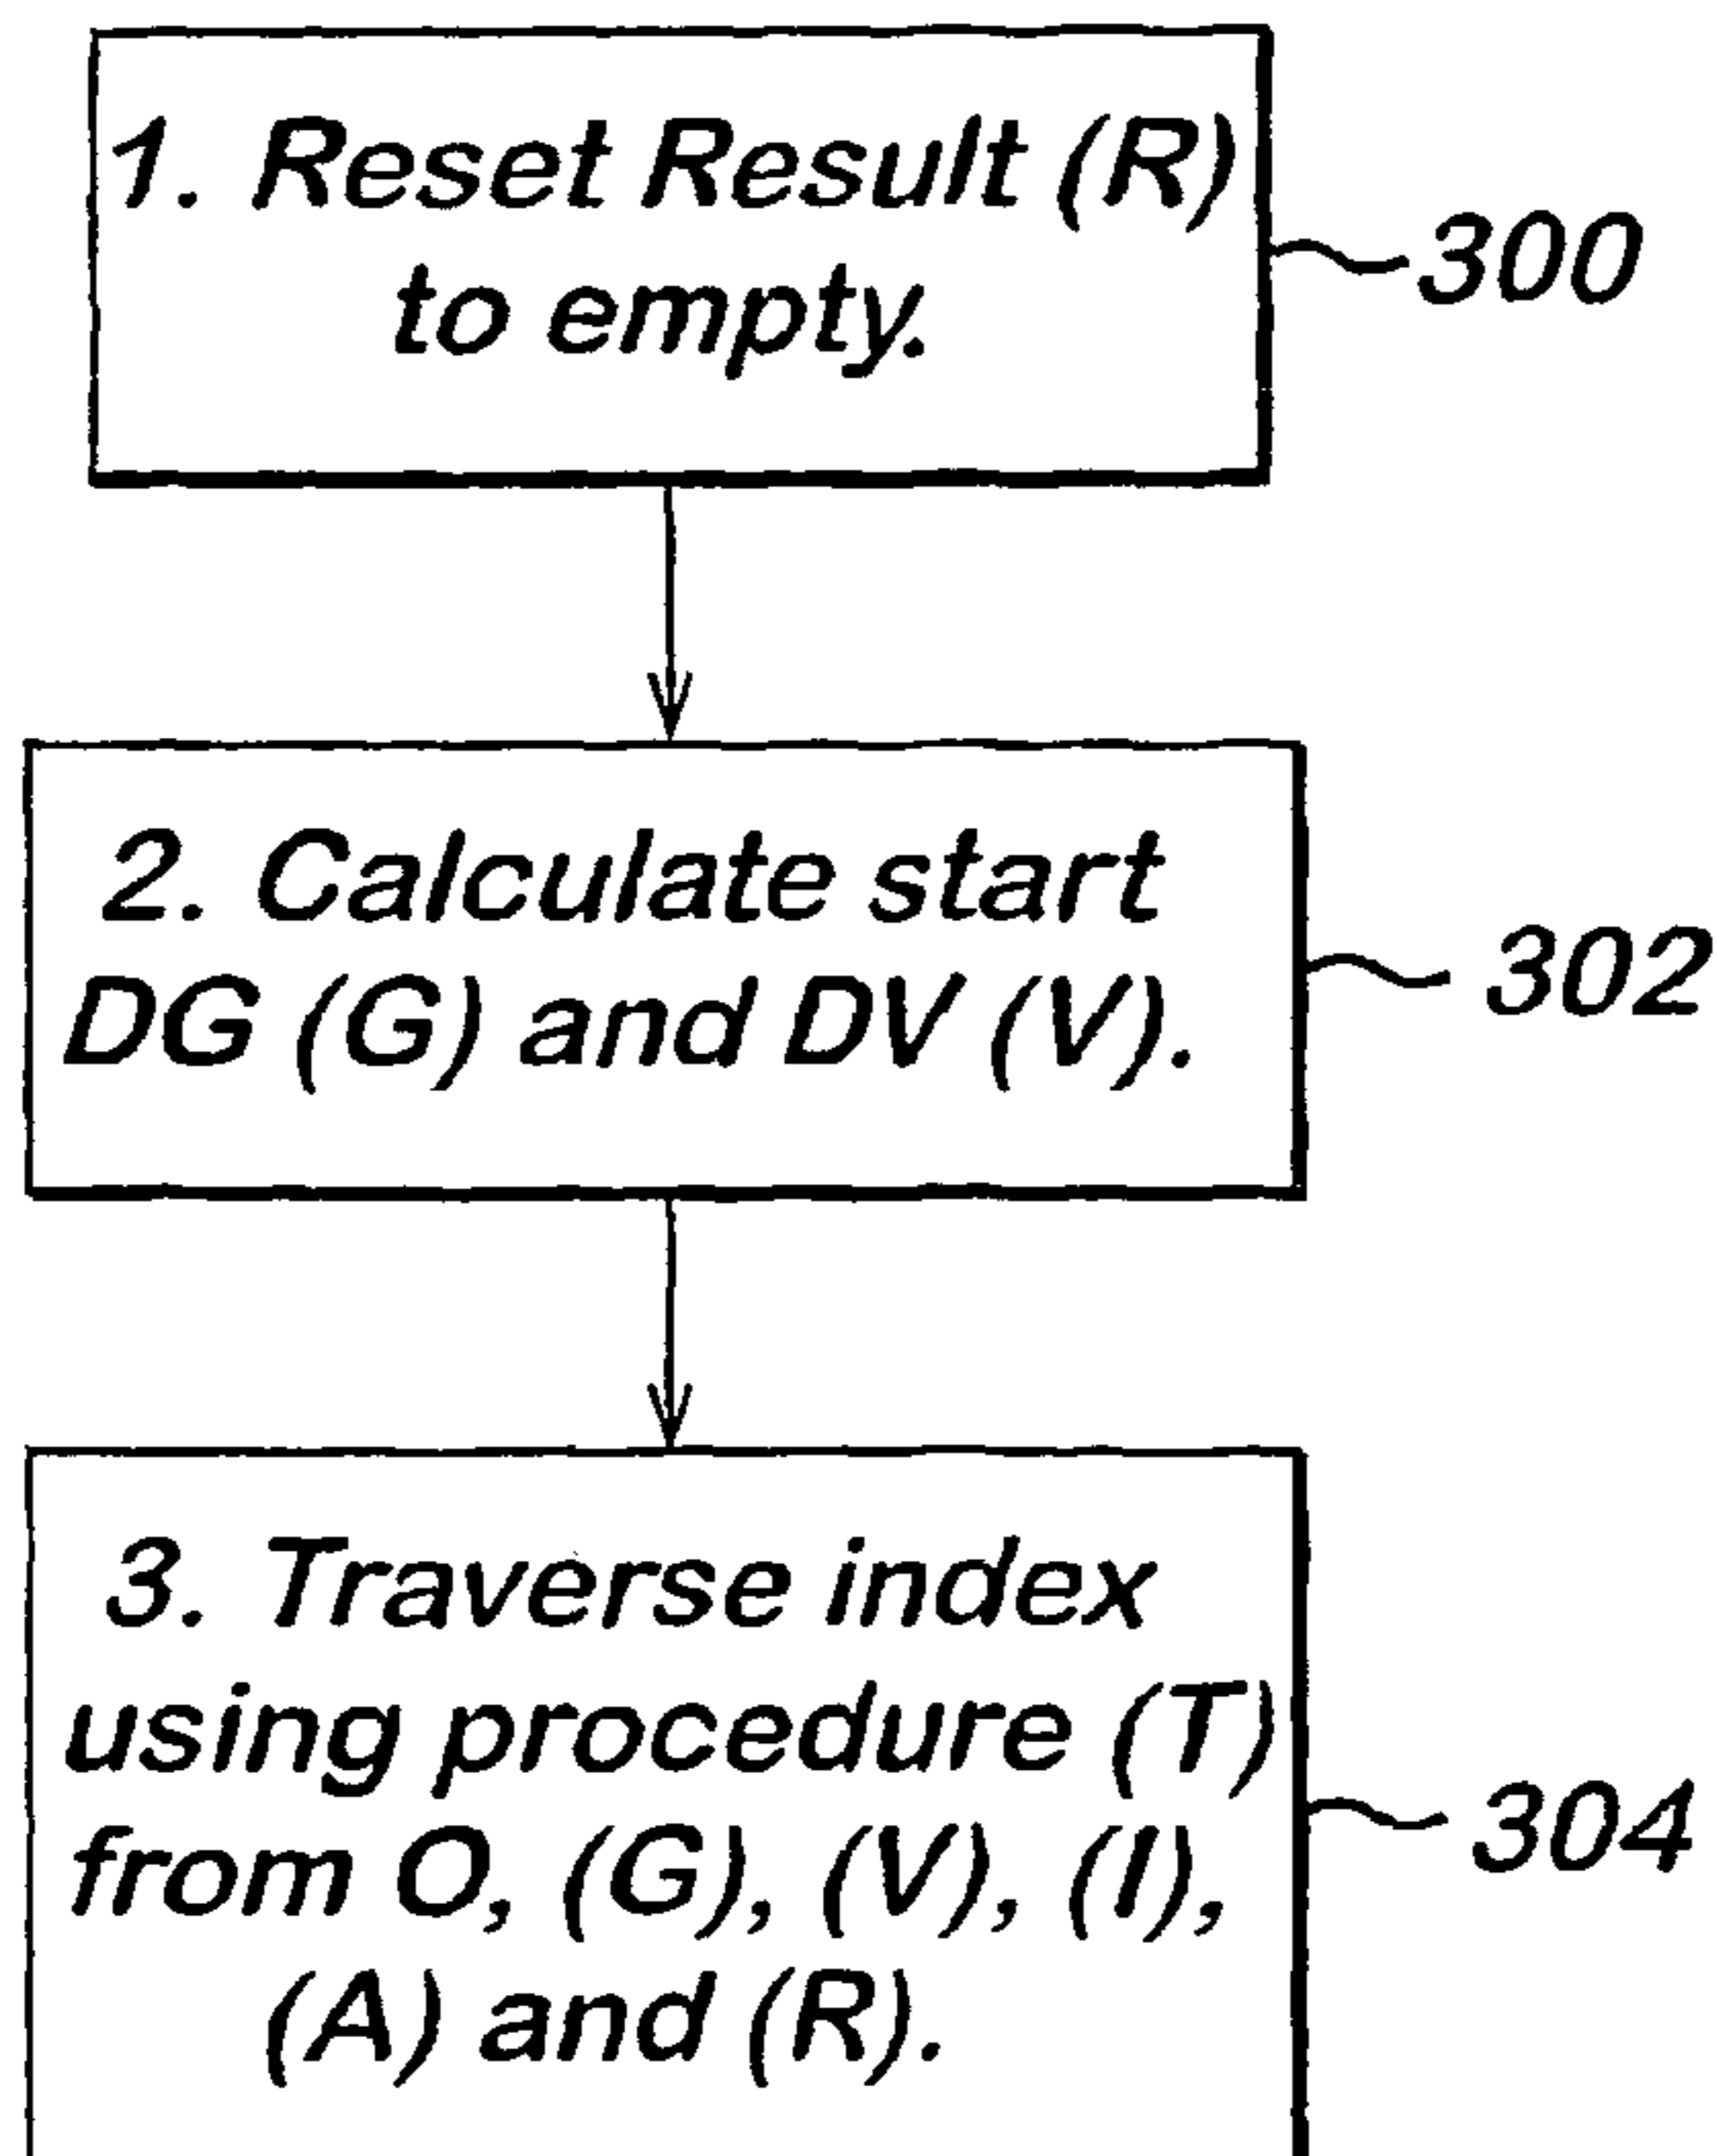 1. Reset Result (R)
to empty.
300
2. Calculate start
DG (G) and DV (V).
302
3. Traverse index
using procedure (T)
from O, (G), (V), (I),
(A) and (R).
304